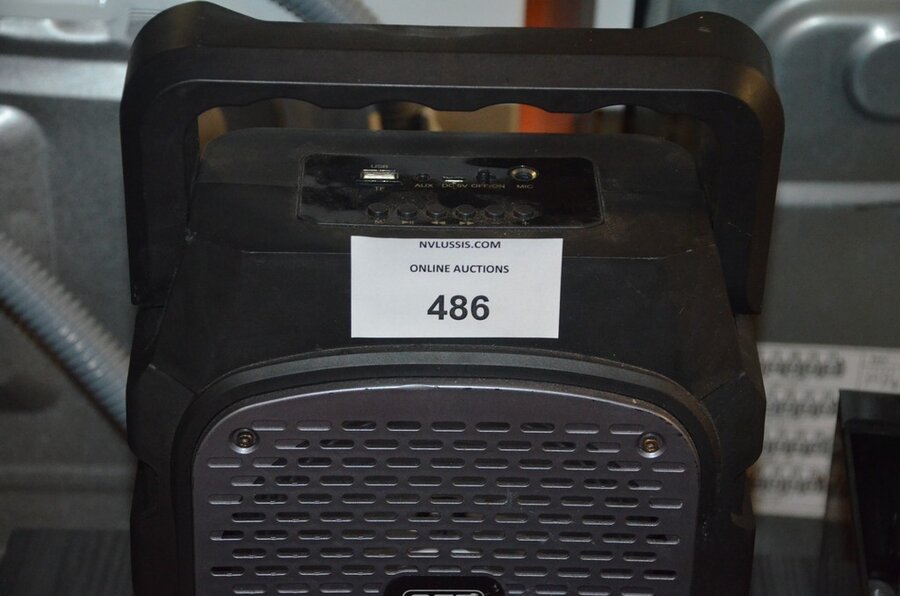 USB
TF AUX DC 5V OFF/ON MIC
NVLUSSIS.COM
ONLINE AUCTIONS
486